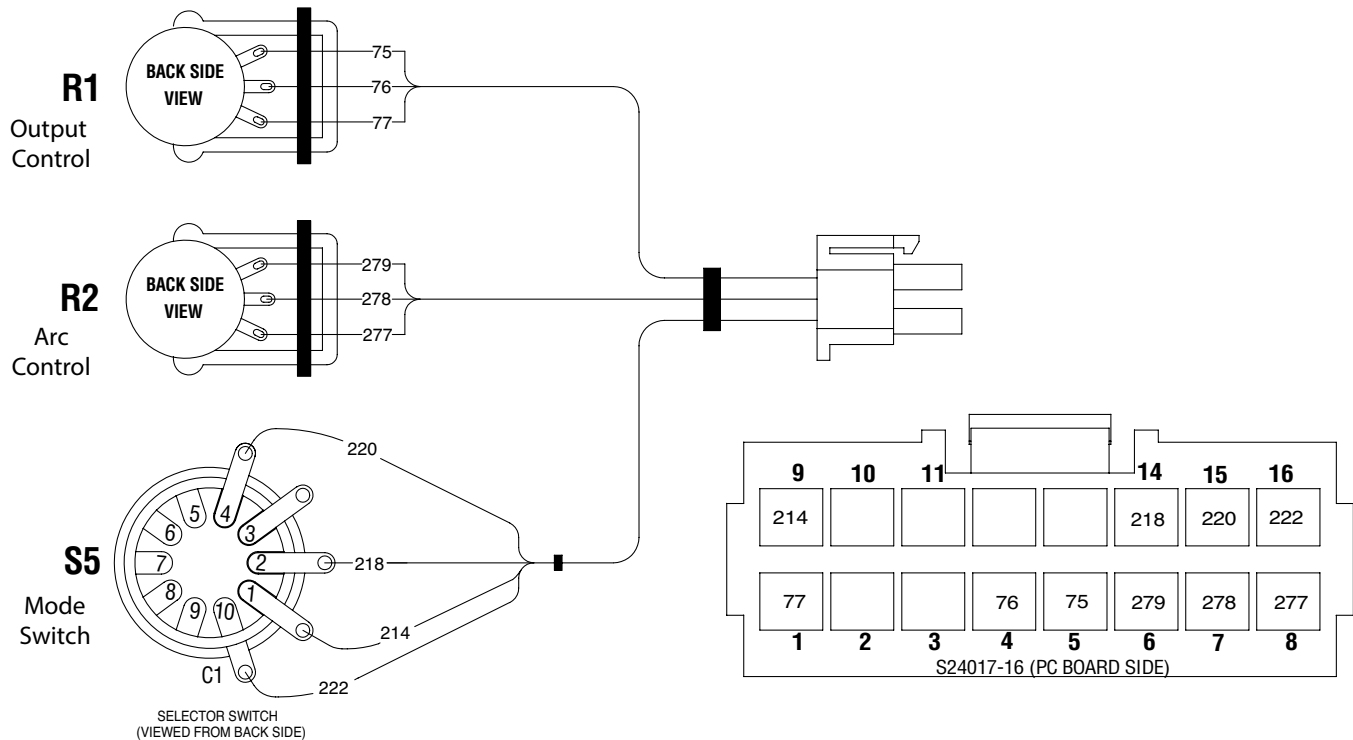 R1
Output
Control
BACK SIDE
VIEW
75
76
77
R2
Arc
Control
BACK SIDE
VIEW
279
278
277
S5
Mode
Switch
1
2
3
4
5
6
7
8
9
10
C1
220
218
214
222
SELECTOR SWITCH
(VIEWED FROM BACK SIDE)
9 10 11 14 15 16
214 218 220 222
77 76 75 279 278 277
1 2 3 4 5 6 7 8
S24017-16 (PC BOARD SIDE)